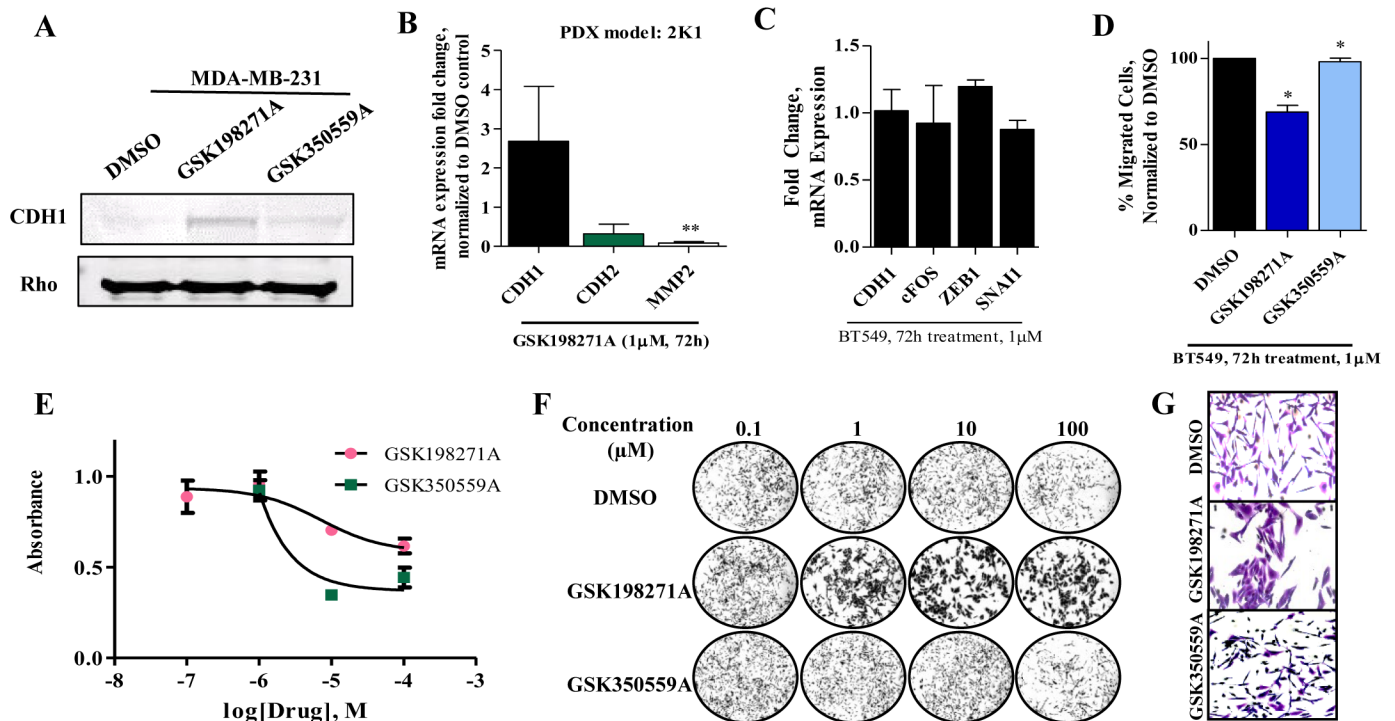 A
MDA-MB-231
DMSO
GSK198271A
GSK350559A
CDH1
Rho
B
PDX model: 2K1
mRNA expression fold change,
normalized to DMSO control
5
4
3
2
1
0
**
CDH1
CDH2
MMP2
GSK198271A (1µM, 72h)
C
Fold Change,
mRNA Expression
1.5
1.0
0.5
0.0
CDH1
cFOS
ZEB1
SNAI1
BT549, 72h treatment, 1µM
D
% Migrated Cells,
Normalized to DMSO
100
50
0
*
*
DMSO
GSK198271A
GSK350559A
BT549, 72h treatment, 1µM
E
Absorbance
1.0
0.5
0.0
GSK198271A
GSK350559A
-8
-7
-6
-5
-4
-3
log[Drug], M
F
Concentration
(µM)
0.1
1
10
100
DMSO
GSK198271A
GSK350559A
G
DMSO
GSK198271A
GSK350559A